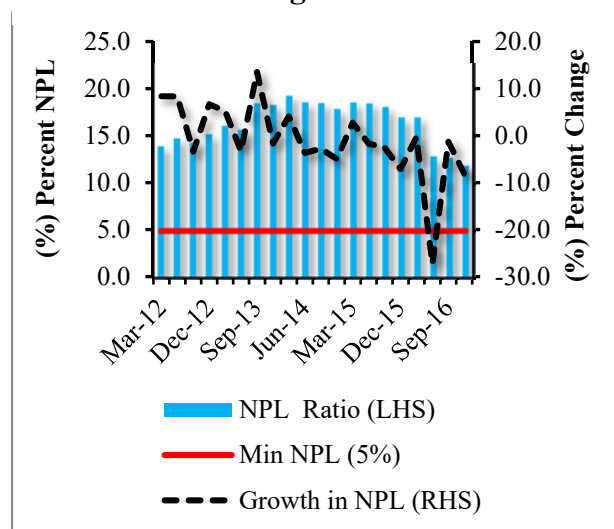 25.0
20.0
15.0
10.0
5.0
0.0
(%) Percent NPL
20.0
10.0
0.0
-10.0
-20.0
-30.0
(%) Percent Change
Mar-12
Dec-12
Sep-13
Jun-14
Mar-15
Dec-15
Sep-16
NPL Ratio (LHS)
Min NPL (5%)
Growth in NPL (RHS)